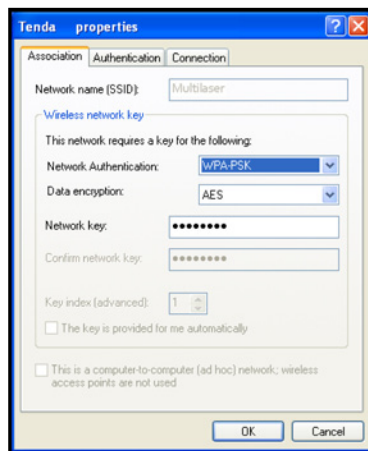 Tenda properties
Association Authentication Connection
Network name (SSID): Multilaser
Wireless network key
This network requires a key for the following:
Network Authentication: WPA-PSK
Data encryption: AES
Network key: ••••••••
Confirm network key: ••••••••
Key index (advanced): 1
The key is provided for me automatically
This is a computer-to-computer (ad hoc) network; wireless
access points are not used
OK Cancel